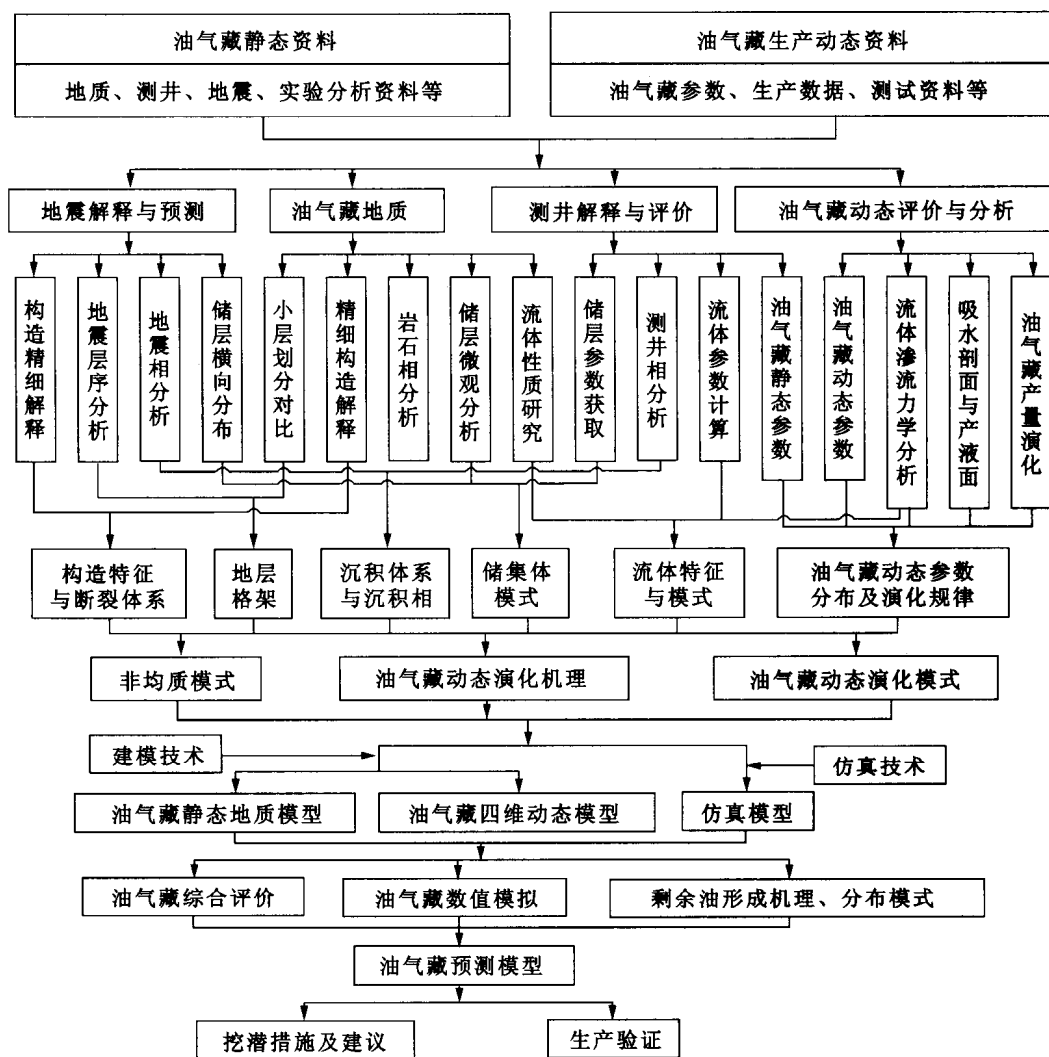 油气藏静态资料
地质、测井、地震、实验分析资料等
油气藏生产动态资料
油气藏参数、生产数据、测试资料等
地震解释与预测
油气藏地质
测井解释与评价
油气藏动态评价与分析
构造精细解释
地震层序分析
地震相分析
储层横向分布
小层划分对比
精细构造解释
岩石相分析
储层微观分析
流体性质研究
储层参数获取
测井相分析
流体参数计算
油气藏静态参数
油气藏动态参数
流体渗流力学分析
吸水剖面与产液面
油气藏产量演化
构造特征
与断裂体系
地层
格架
沉积体系
与沉积相
储集体
模式
流体特征
与模式
油气藏动态参数
分布及演化规律
非均质模式
油气藏动态演化机理
油气藏动态演化模式
建模技术
仿真技术
油气藏静态地质模型
油气藏四维动态模型
仿真模型
油气藏综合评价
油气藏数值模拟
剩余油形成机理、分布模式
油气藏预测模型
挖潜措施及建议
生产验证